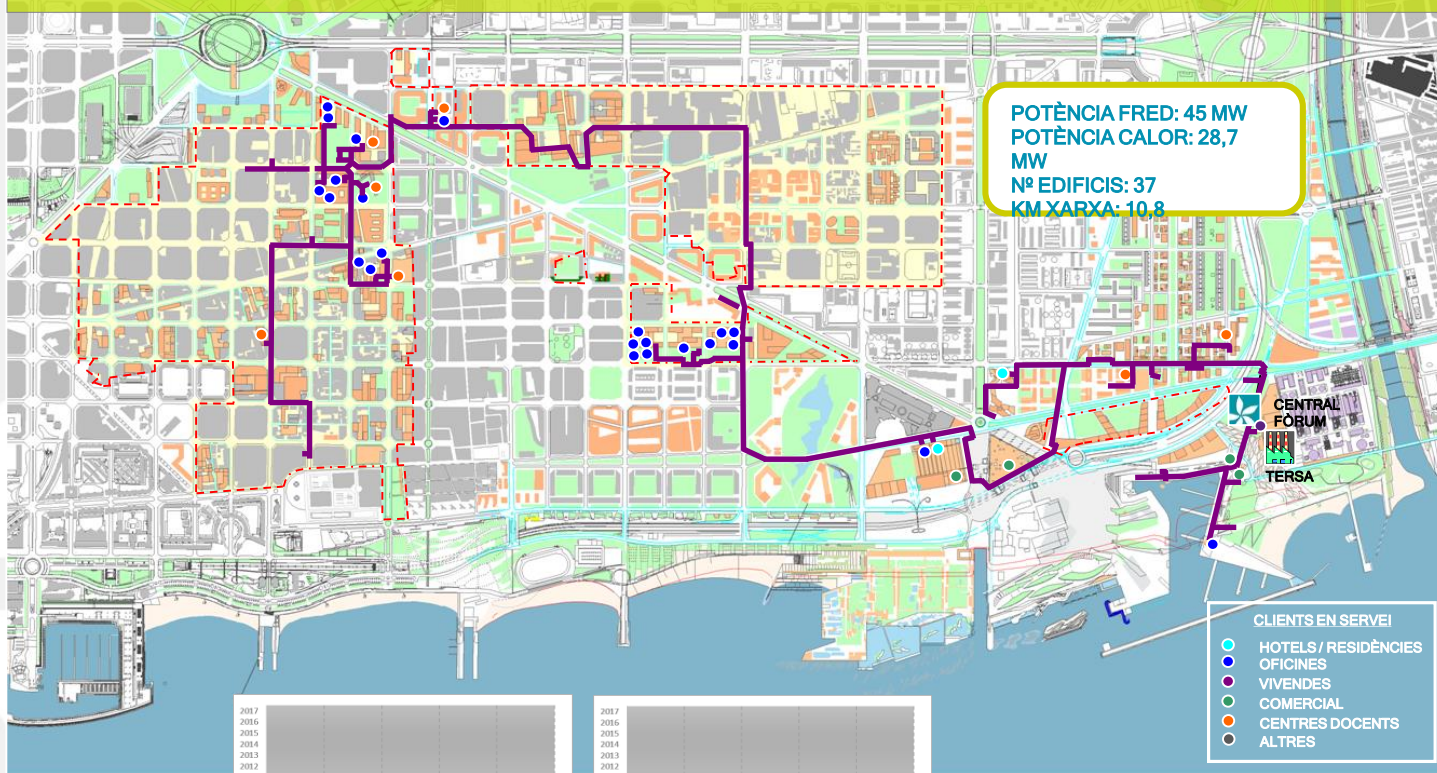 POTÈNCIA FRED: 45 MW
POTÈNCIA CALOR: 28,7
MW
Nº EDIFICIS: 37
KM XARXA: 10,8
CENTRAL
FÒRUM
TERSA
CLIENTS EN SERVEI
HOTELS / RESIDÈNCIES
OFICINES
VIVENDES
COMERCIAL
CENTRES DOCENTS
ALTRES
2017
2016
2015
2014
2013
2012
2017
2016
2015
2014
2013
2012